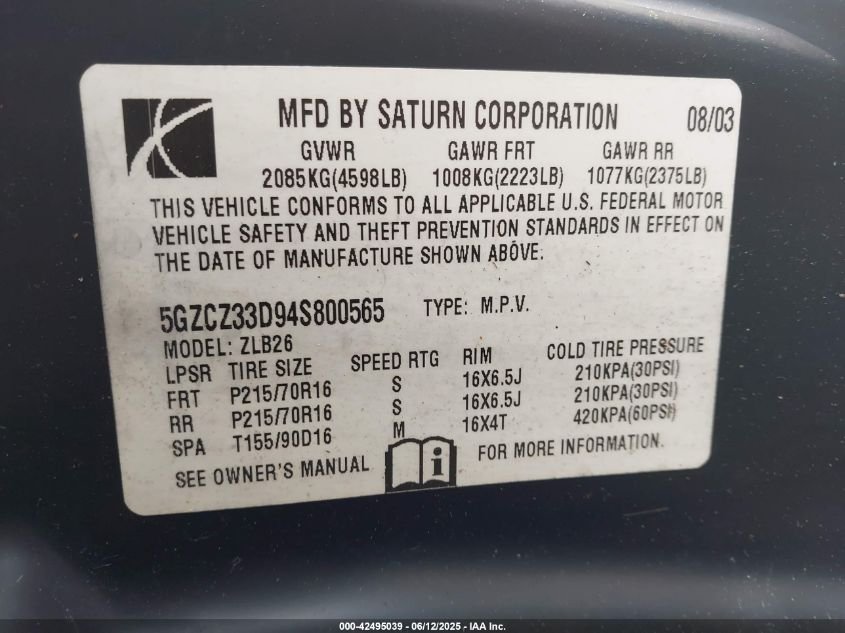 MFD BY SATURN CORPORATION 08/03
GVWR GAWR FRT GAWR RR
2085KG(4598LB) 1008KG(2223LB) 1077KG(2375LB)
THIS VEHICLE CONFORMS TO ALL APPLICABLE U.S. FEDERAL MOTOR
VEHICLE SAFETY AND THEFT PREVENTION STANDARDS IN EFFECT ON
THE DATE OF MANUFACTURE SHOWN ABOVE.
5GZCZ33D94S800565 TYPE: M.P.V.
MODEL: ZLB26
LPSR TIRE SIZE SPEED RTG RIM COLD TIRE PRESSURE
FRT P215/70R16 S 16X6.5J 210KPA(30PSI)
RR P215/70R16 S 16X6.5J 210KPA(30PSI)
SPA T155/90D16 M 16X4T 420KPA(60PSI)
SEE OWNER'S MANUAL i FOR MORE INFORMATION.
000-42495039 - 06/12/2025 - IAA Inc.